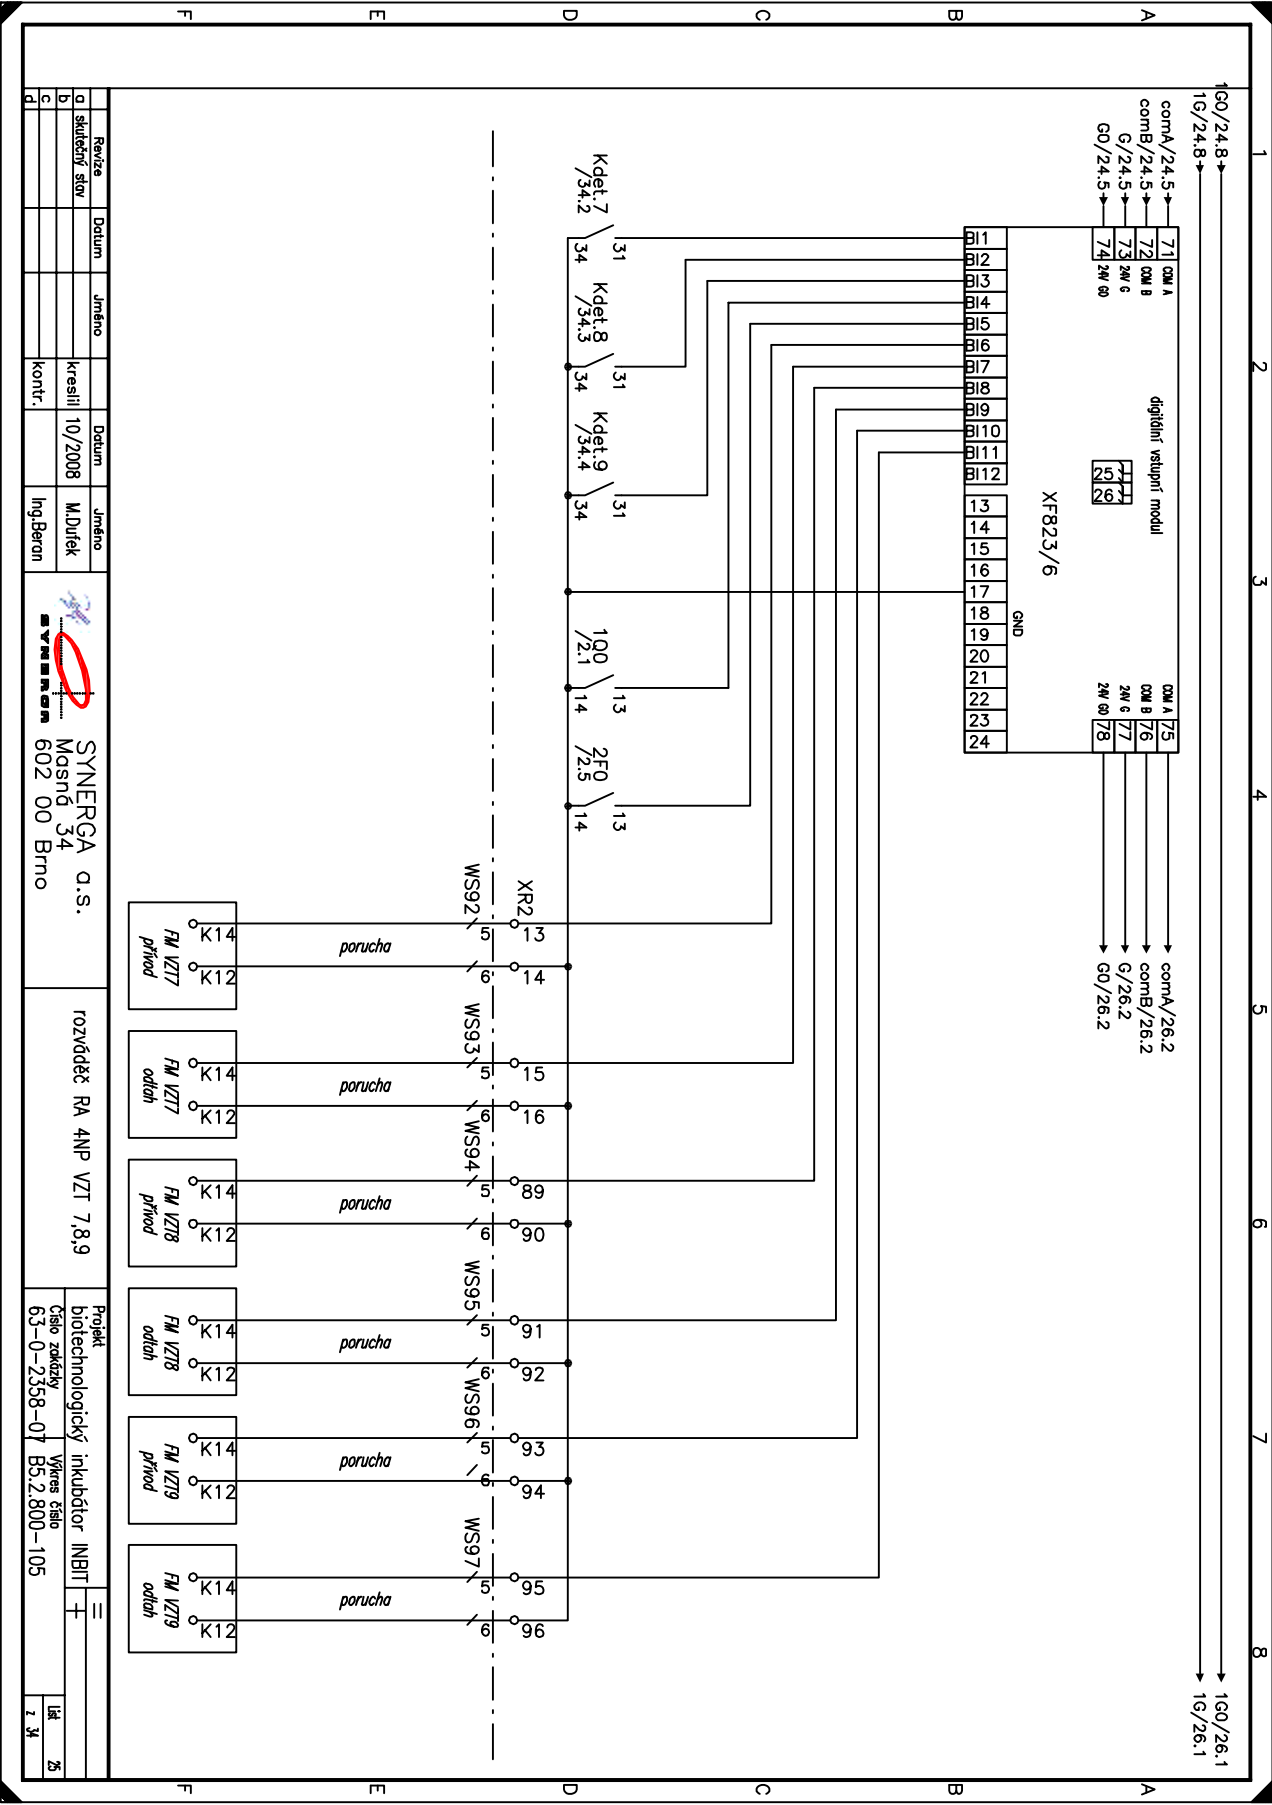 1 2 3 4 5 6 7 8
A B C D E F
A B C D E F
1G0/24.8
1G/24.8
1G0/26.1
1G/26.1
comA/24.5
comB/24.5
G/24.5
G0/24.5
71 COM A
72 COM B
73 24V G
74 24V G0
digitální vstupní modul
25 26
XF823/6
COM A 75
COM B 76
24V G 77
24V G0 78
comA/26.2
comB/26.2
G/26.2
G0/26.2
GND
BI1 BI2 BI3 BI4 BI5 BI6 BI7 BI8 BI9 BI10 BI11 BI12 13 14 15 16 17 18 19 20 21 22 23 24
Kdet.7
/34.2
31
34
Kdet.8
/34.3
31
34
Kdet.9
/34.4
31
34
1Q0
/2.1
13
14
2F0
/2.5
13
14
XR2
13 14 15 16 89 90 91 92 93 94 95 96
WS92 5 6
WS93 5 6
WS94 5 6
WS95 5 6
WS96 5 6
WS97 5 6
porucha porucha porucha porucha porucha porucha
K14 K12
FM VZT7
přívod
K14 K12
FM VZT7
odtah
K14 K12
FM VZT8
přívod
K14 K12
FM VZT8
odtah
K14 K12
FM VZT9
přívod
K14 K12
FM VZT9
odtah
Revize Datum Jméno Datum Jméno
a skutečný stav kreslil 10/2008 M.Dufek
b
c kontr. Ing.Beran
d
SYNERGA
SYNERGA a.s.
Masná 34
602 00 Brno
rozváděč RA 4NP VZT 7,8,9
Projekt
biotechnologický inkubátor INBIT
Číslo zakázky
63-0-2358-07
Výkres číslo
B5.2.800-105
=
+
List 25
z 34